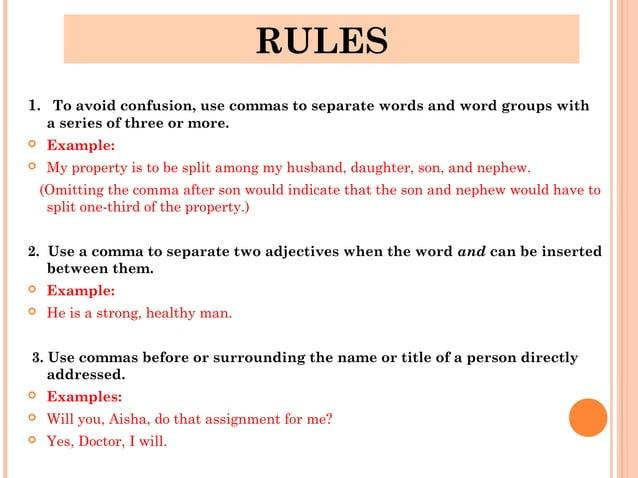 RULES
1. To avoid confusion, use commas to separate words and word groups with
a series of three or more.
Example:
My property is to be split among my husband, daughter, son, and nephew.
(Omitting the comma after son would indicate that the son and nephew would have to
split one-third of the property.)
2. Use a comma to separate two adjectives when the word and can be inserted
between them.
Example:
He is a strong, healthy man.
3. Use commas before or surrounding the name or title of a person directly
addressed.
Examples:
Will you, Aisha, do that assignment for me?
Yes, Doctor, I will.